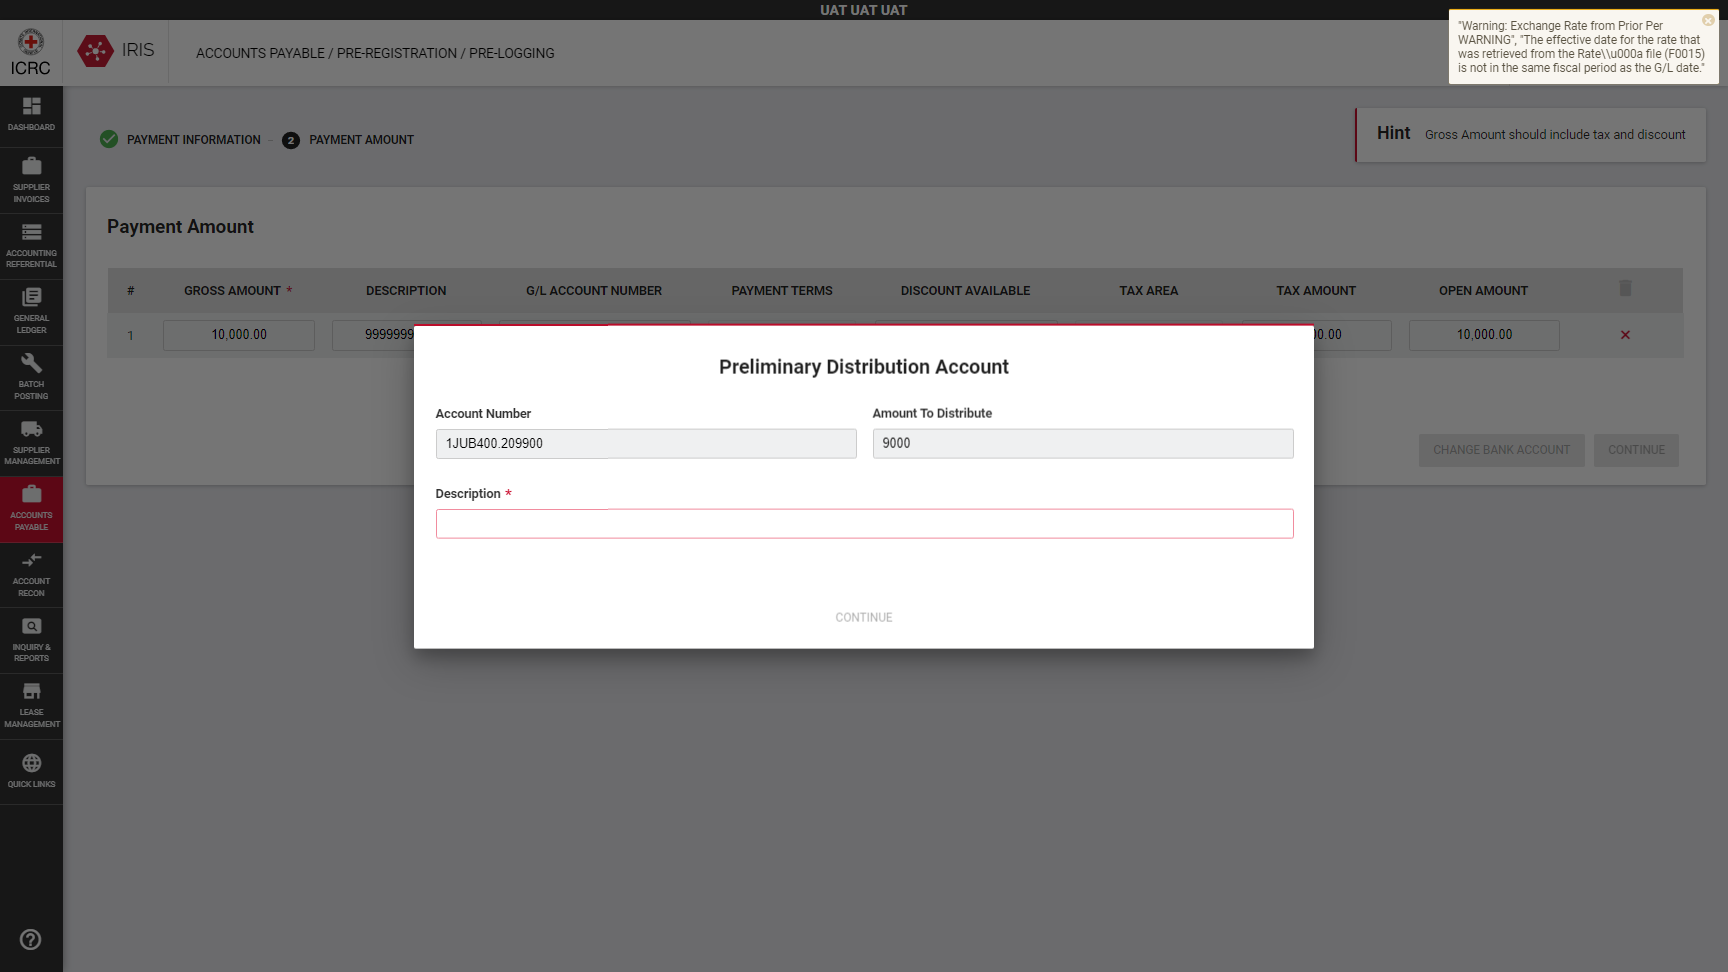 UAT UAT UAT
ICRC
IRIS
ACCOUNTS PAYABLE / PRE-REGISTRATION / PRE-LOGGING
"Warning: Exchange Rate from Prior Per
WARNING", "The effective date for the rate that
was retrieved from the Rate\\u000a file (F0015)
is not in the same fiscal period as the G/L date."
DASHBOARD
SUPPLIER
INVOICES
ACCOUNTING
REFERENTIAL
GENERAL
LEDGER
BATCH
POSTING
SUPPLIER
MANAGEMENT
ACCOUNTS
PAYABLE
ACCOUNT
RECON
INQUIRY &
REPORTS
LEASE
MANAGEMENT
QUICK LINKS
PAYMENT INFORMATION
2 PAYMENT AMOUNT
Hint Gross Amount should include tax and discount
Payment Amount
# GROSS AMOUNT * DESCRIPTION G/L ACCOUNT NUMBER PAYMENT TERMS DISCOUNT AVAILABLE TAX AREA TAX AMOUNT OPEN AMOUNT
1 10,000.00 9999999 00.00 10,000.00
CHANGE BANK ACCOUNT CONTINUE
Preliminary Distribution Account
Account Number Amount To Distribute
1JUB400.209900 9000
Description *
CONTINUE